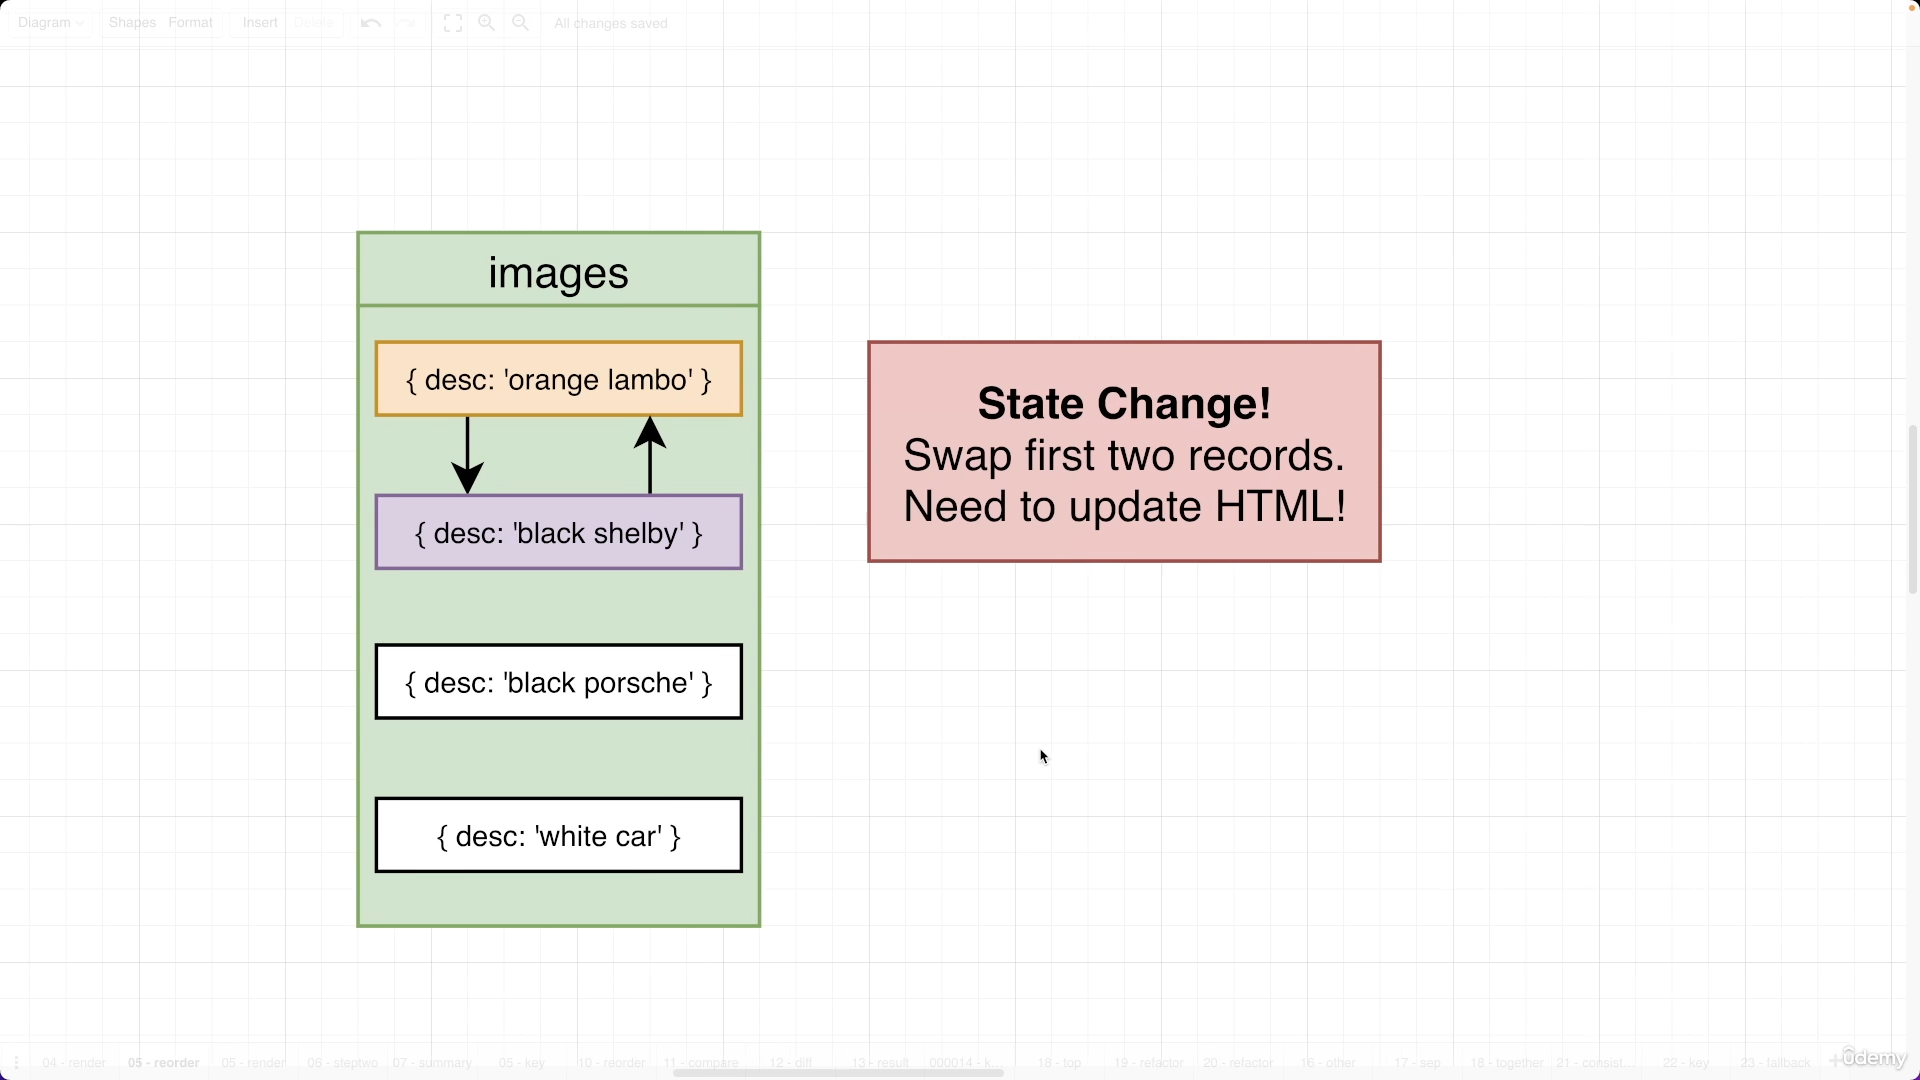 Diagram Shapes Format Insert Delete All changes saved
images
{ desc: 'orange lambo' }
{ desc: 'black shelby' }
{ desc: 'black porsche' }
{ desc: 'white car' }
State Change!
Swap first two records.
Need to update HTML!
04 - render 05 - reorder 05 - render 06 - steptwo 07 - summary 05 - key 10 - reorder 11 - compare 12 - diff 13 - result 000014 - k... 18 - top 19 - refactor 20 - refactor 16 - other 17 - sep 18 - together 21 - consist... 22 - key 23 - fallback
ûdemy